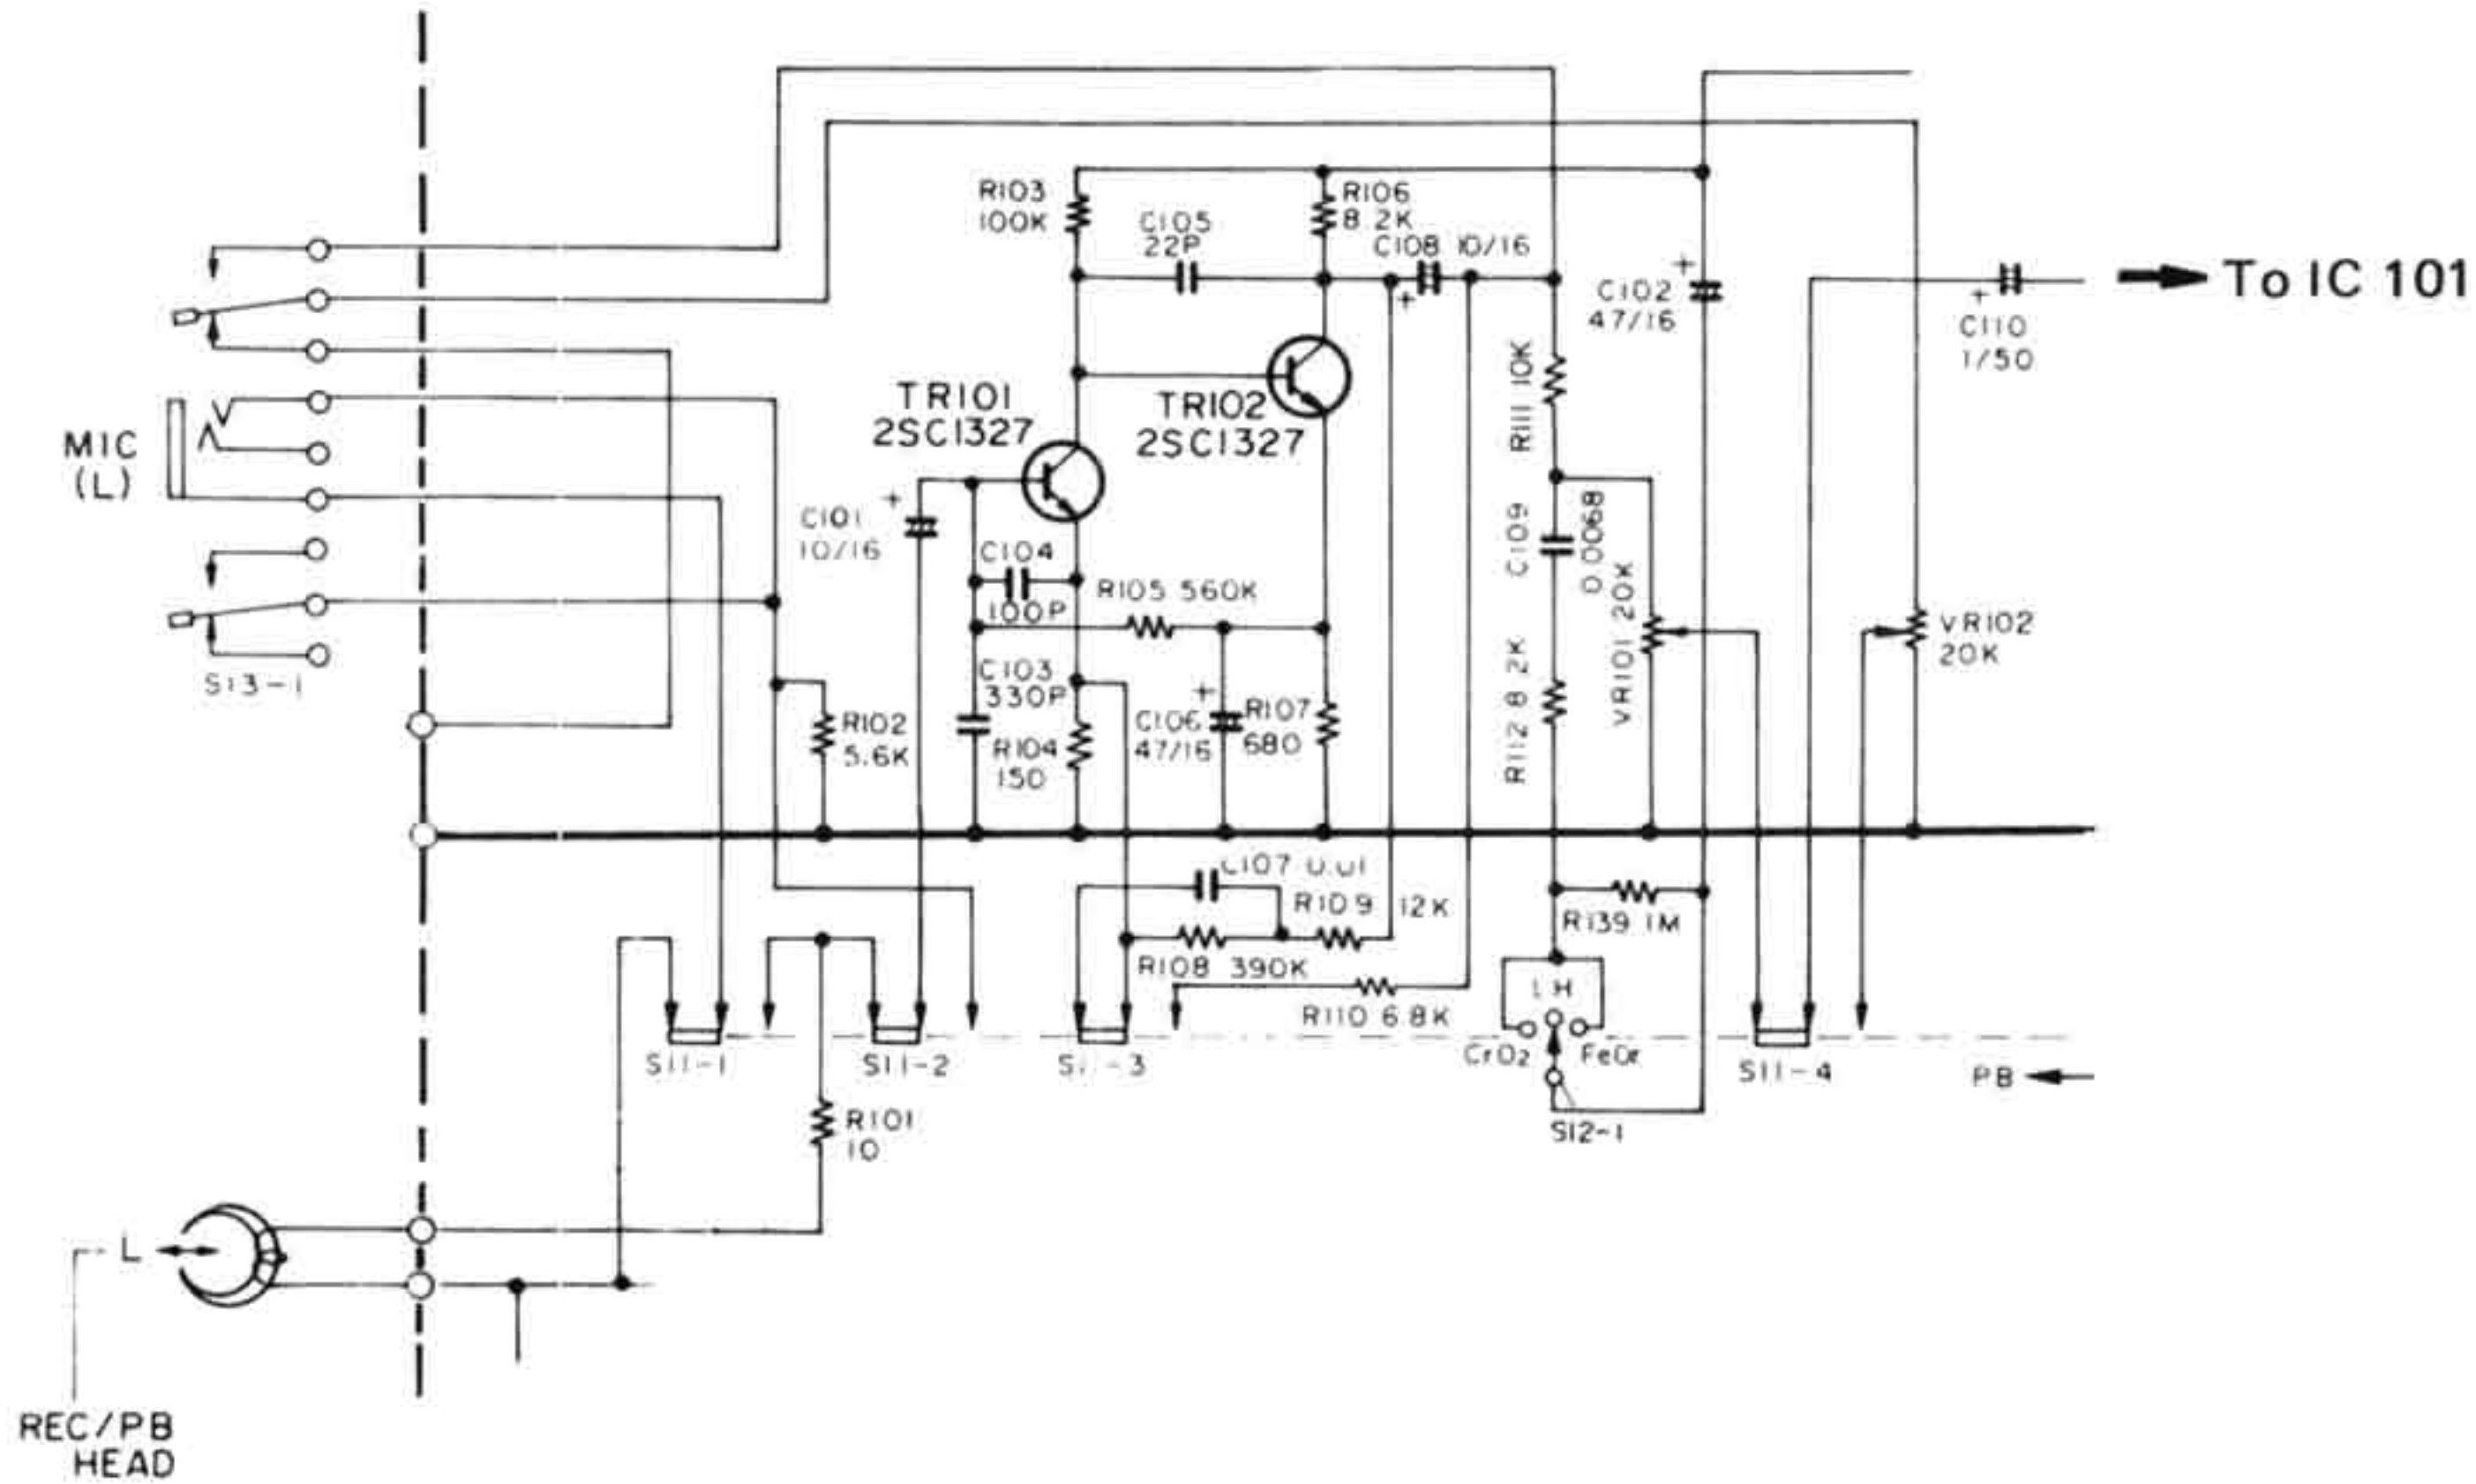 R103
100K
C105
22P
R106
8.2K
C108 10/16
C102
47/16
To IC 101
C110
1/50
R111 10K
MIC
(L)
TR101
2SC1327
TR102
2SC1327
C101
10/16
C104
100P
R105 560K
C109
0.0068
VR101 20K
VR102
20K
S13-1
C103
330P
R102
5.6K
R104
150
C106
47/16
R107
680
R112 8.2K
C107 0.01
R109 12K
R139 1M
R108 390K
L H
R110 6.8K
CrO2
FeCr
S11-1
S11-2
S11-4
PB
R101
10
S12-1
L
REC/PB
HEAD